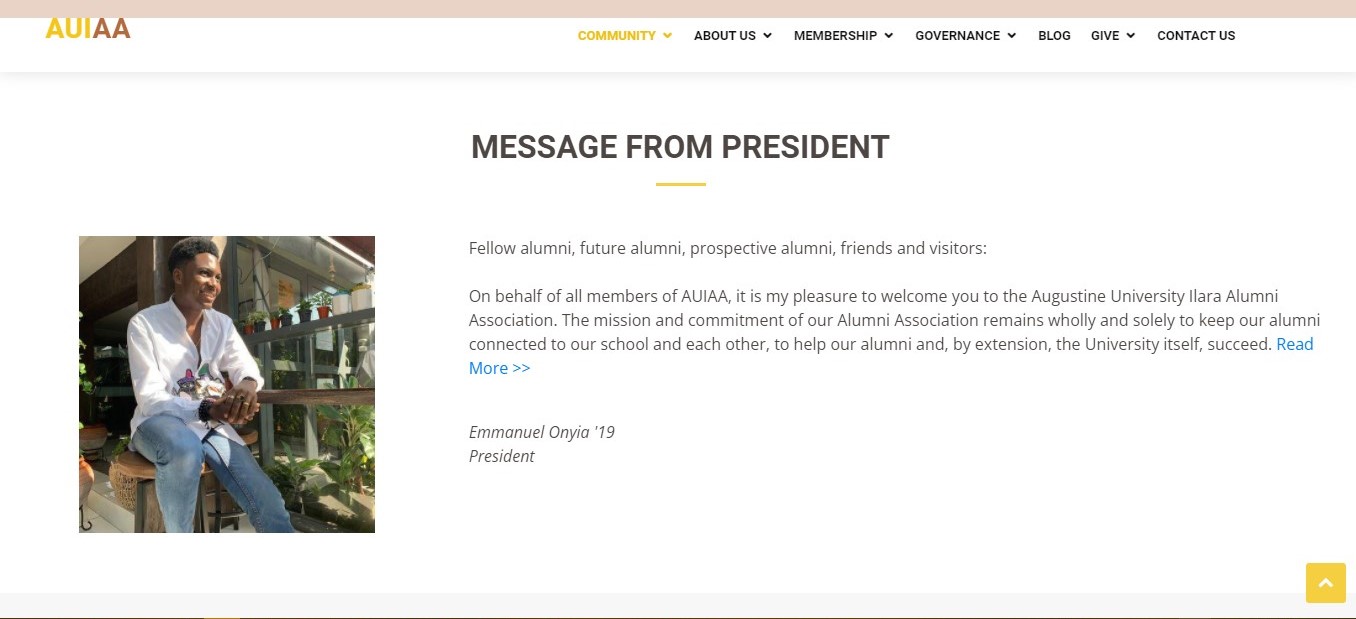 AUIAA
COMMUNITY ABOUT US MEMBERSHIP GOVERNANCE BLOG GIVE CONTACT US
MESSAGE FROM PRESIDENT
Fellow alumni, future alumni, prospective alumni, friends and visitors:
On behalf of all members of AUIAA, it is my pleasure to welcome you to the Augustine University Ilara Alumni
Association. The mission and commitment of our Alumni Association remains wholly and solely to keep our alumni
connected to our school and each other, to help our alumni and, by extension, the University itself, succeed. Read
More >>
Emmanuel Onyia '19
President